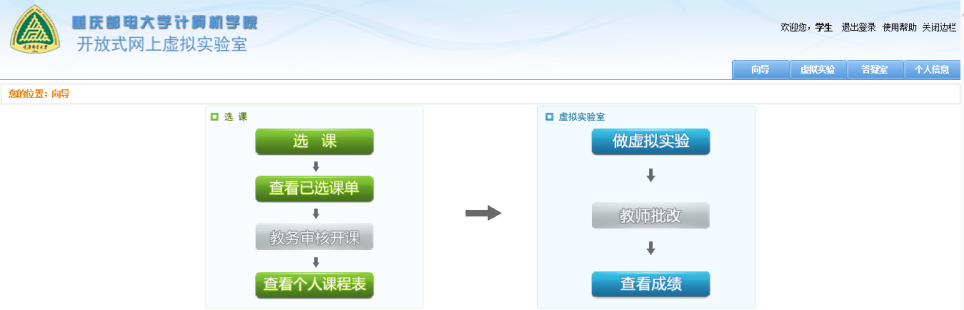 重庆邮电大学计算机学院
开放式网上虚拟实验室
欢迎您，学生 退出登录 使用帮助 关闭边栏
向导 虚拟实验 答疑室 个人信息
您的位置：向导
选 课
选 课
查看已选课单
教务审核开课
查看个人课程表
虚拟实验室
做虚拟实验
教师批改
查看成绩